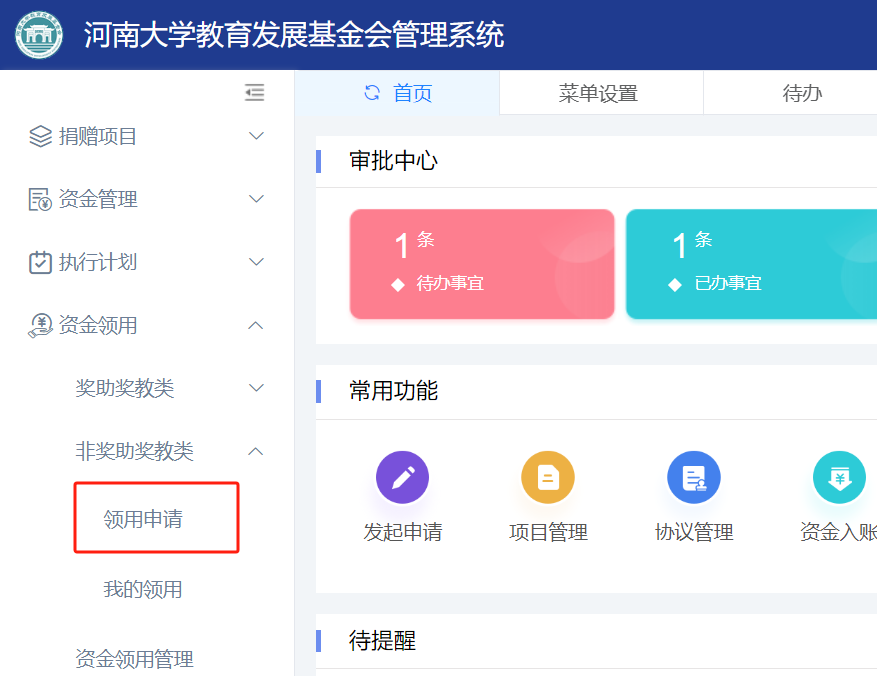 河南大学教育发展基金会管理系统
首页
菜单设置
待办
捐赠项目
资金管理
执行计划
资金领用
奖助奖教类
非奖助奖教类
领用申请
我的领用
资金领用管理
审批中心
1 条
待办事宜
1 条
已办事宜
常用功能
发起申请
项目管理
协议管理
资金入账
待提醒